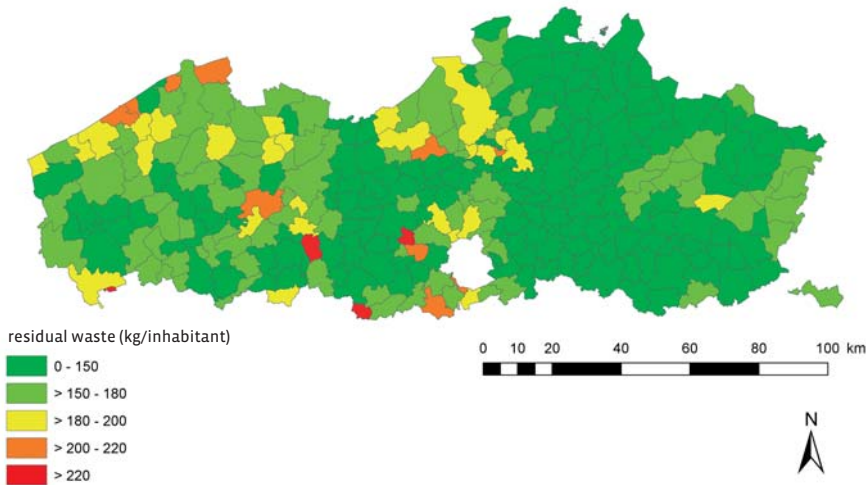 residual waste (kg/inhabitant)
0 - 150
> 150 - 180
> 180 - 200
> 200 - 220
> 220
0 10 20 40 60 80 100 km
N